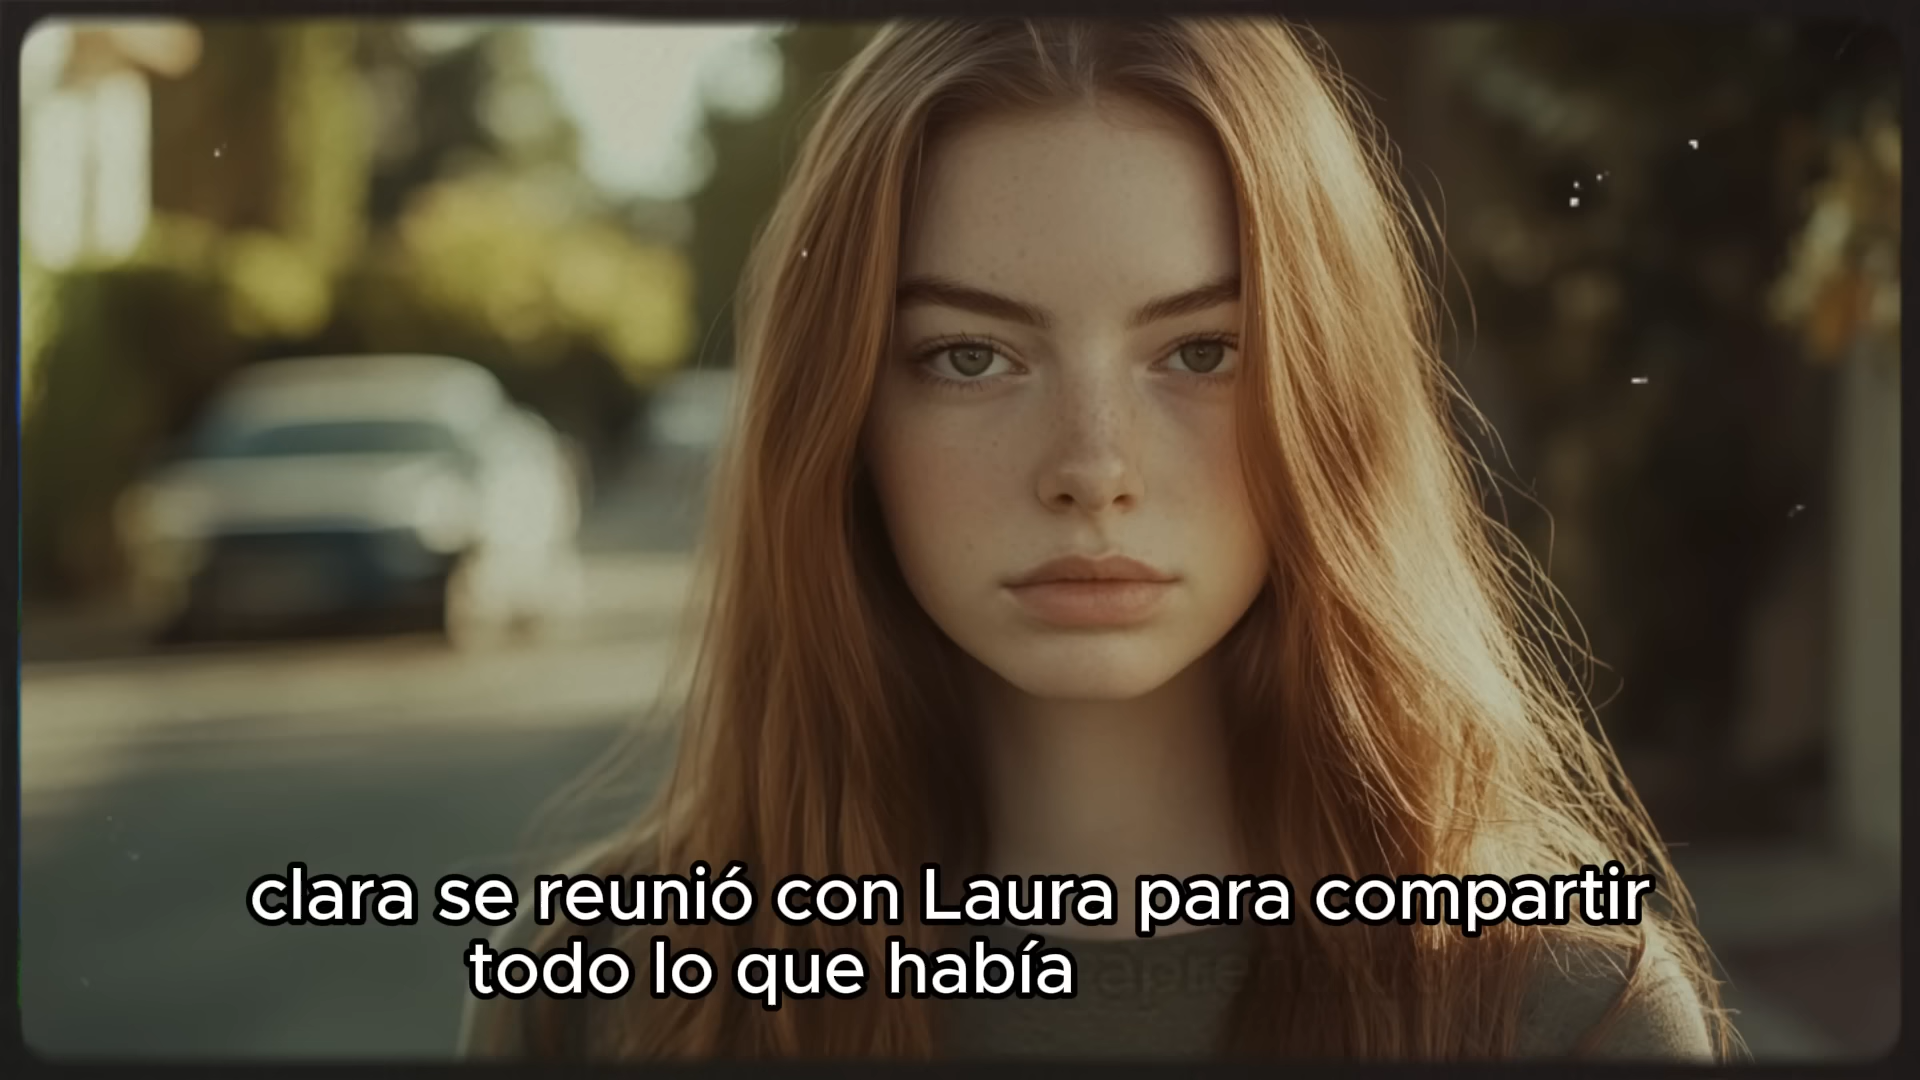 clara se reunió con Laura para compartir
todo lo que había